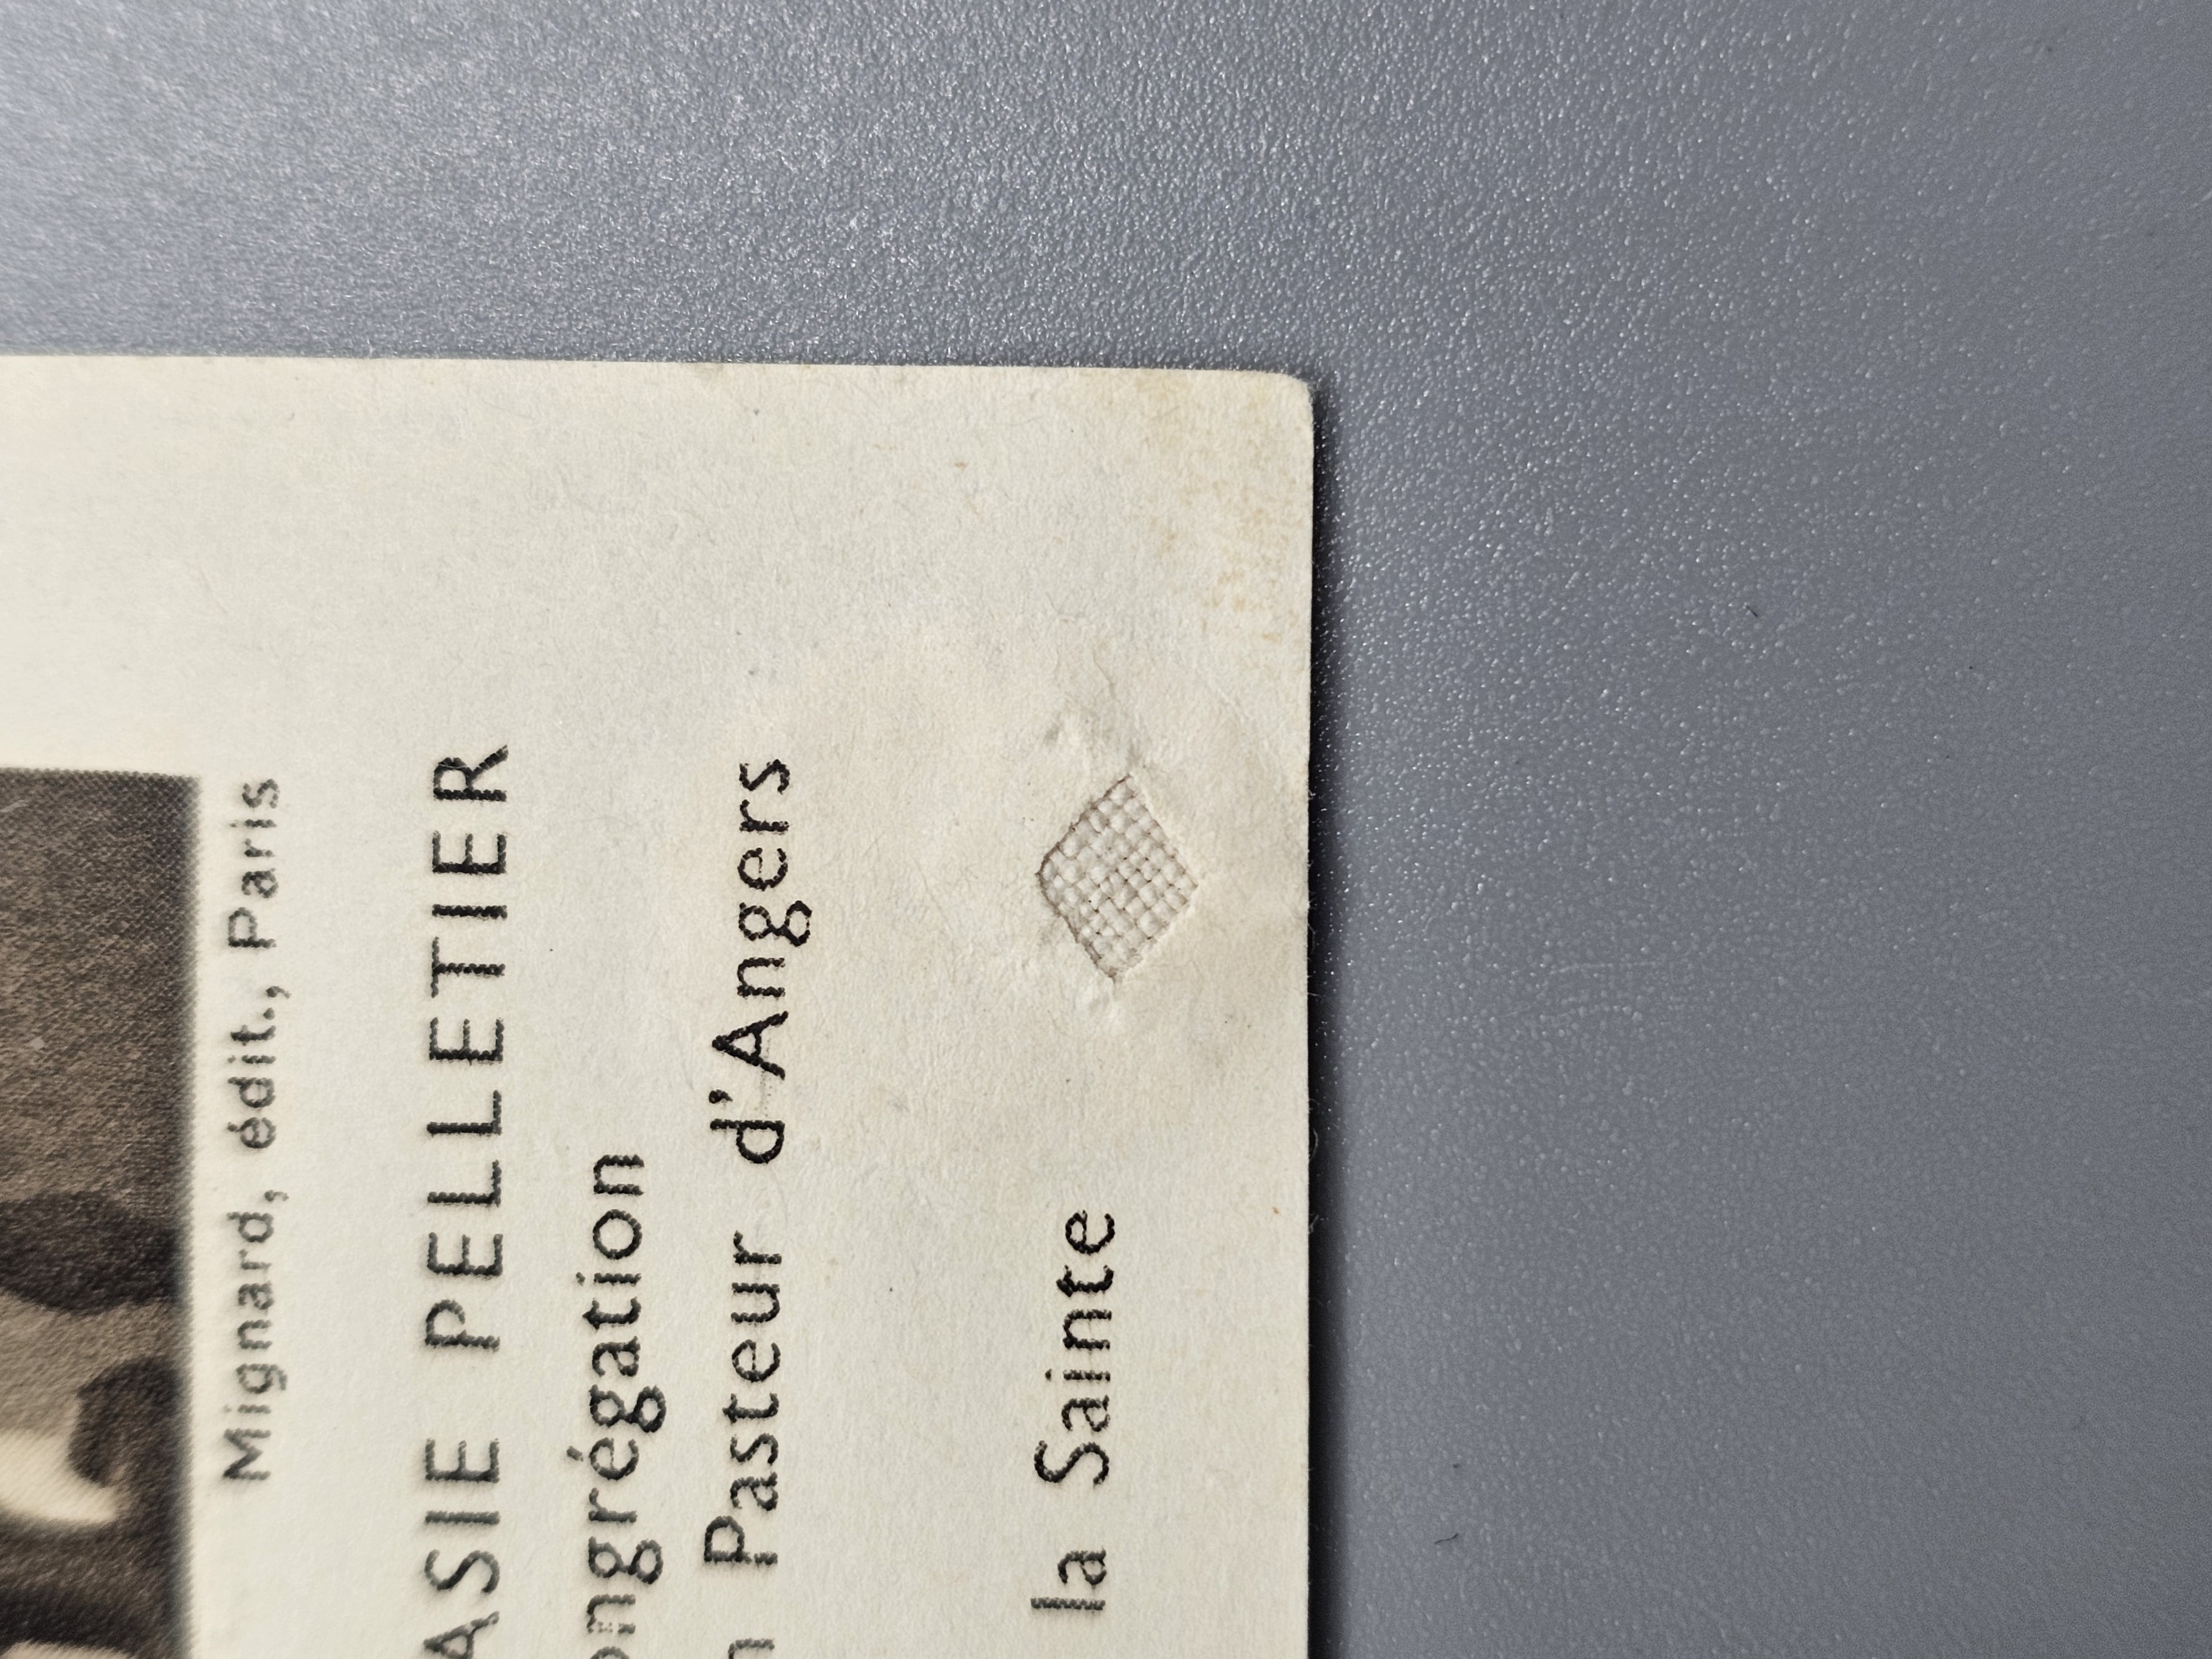 Mignard, édit., Paris
ASIE PELLETIER
ongrégation
n Pasteur d'Angers
la Sainte